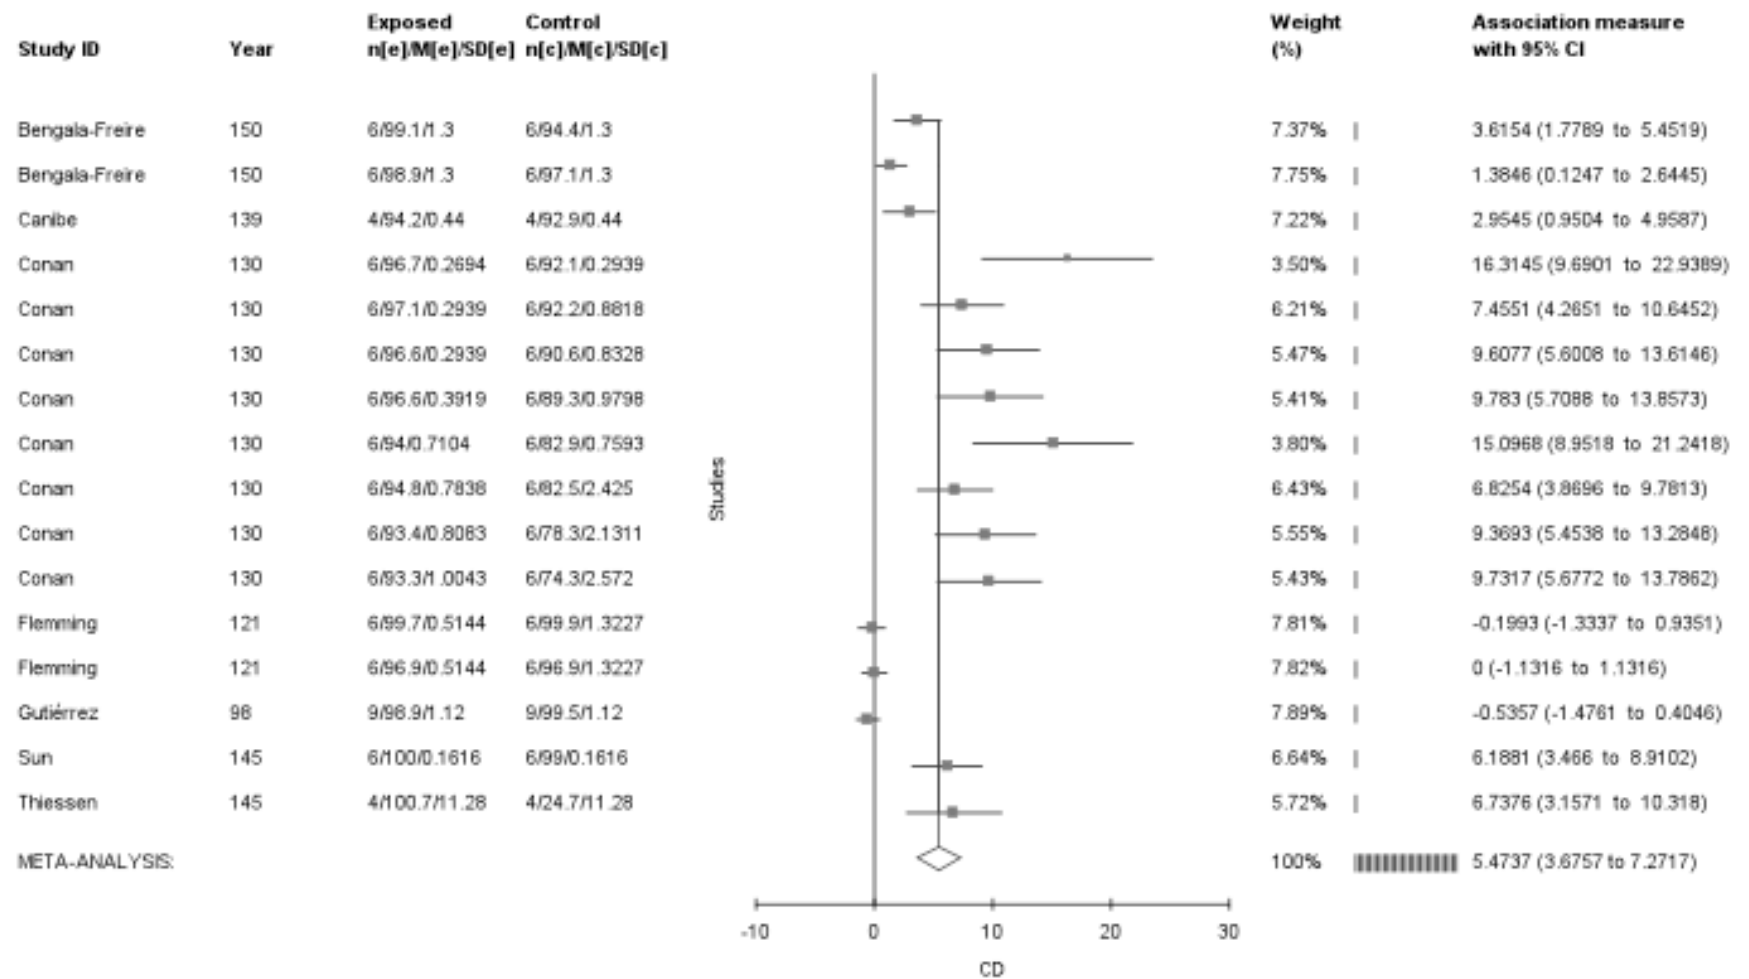 Study ID Year Exposed n[e]/M[e]/SD[e] Control n[c]/M[c]/SD[c] Weight (%) Association measure with 95% CI
Bengala-Freire 150 6/99.1/1.3 6/94.4/1.3 7.37% 3.6154 (1.7789 to 5.4519)
Bengala-Freire 150 6/98.9/1.3 6/97.1/1.3 7.75% 1.3846 (0.1247 to 2.6445)
Canibe 139 4/94.2/0.44 4/92.9/0.44 7.22% 2.9545 (0.9504 to 4.9587)
Conan 130 6/96.7/0.2694 6/92.1/0.2939 3.50% 16.3145 (9.6901 to 22.9389)
Conan 130 6/97.1/0.2939 6/92.2/0.8818 6.21% 7.4551 (4.2651 to 10.6452)
Conan 130 6/96.6/0.2939 6/90.6/0.8328 5.47% 9.6077 (5.6008 to 13.6146)
Conan 130 6/96.6/0.3919 6/89.3/0.9798 5.41% 9.783 (5.7088 to 13.8573)
Conan 130 6/94/0.7104 6/82.9/0.7593 3.80% 15.0968 (8.9518 to 21.2418)
Conan 130 6/94.8/0.7838 6/82.5/2.425 6.43% 6.8254 (3.8696 to 9.7813)
Conan 130 6/93.4/0.8083 6/78.3/2.1311 5.55% 9.3693 (5.4538 to 13.2848)
Conan 130 6/93.3/1.0043 6/74.3/2.572 5.43% 9.7317 (5.6772 to 13.7862)
Flemming 121 6/99.7/0.5144 6/99.9/1.3227 7.81% -0.1993 (-1.3337 to 0.9351)
Flemming 121 6/96.9/0.5144 6/96.9/1.3227 7.82% 0 (-1.1316 to 1.1316)
Gutiérrez 98 9/98.9/1.12 9/99.5/1.12 7.89% -0.5357 (-1.4761 to 0.4046)
Sun 145 6/100/0.1616 6/99/0.1616 6.64% 6.1881 (3.466 to 8.9102)
Thiessen 145 4/100.7/11.28 4/24.7/11.28 5.72% 6.7376 (3.1571 to 10.318)
META-ANALYSIS: 100% 5.4737 (3.6757 to 7.2717)
Studies
-10 0 10 20 30
CD